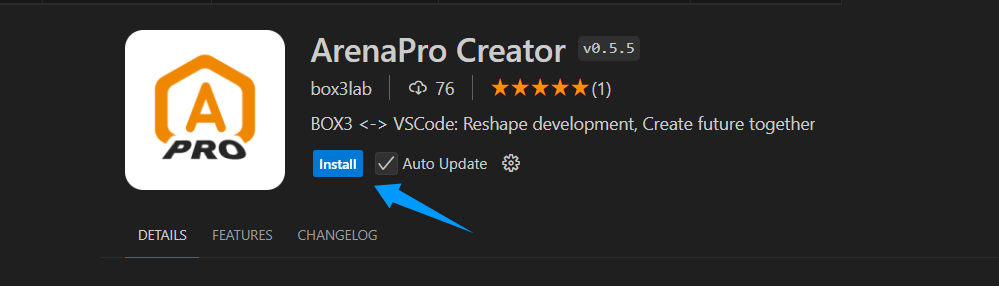 ArenaPro Creator v0.5.5
box3lab 76 (1)
BOX3 <-> VSCode: Reshape development, Create future together
A
PRO
Install Auto Update
DETAILS FEATURES CHANGELOG